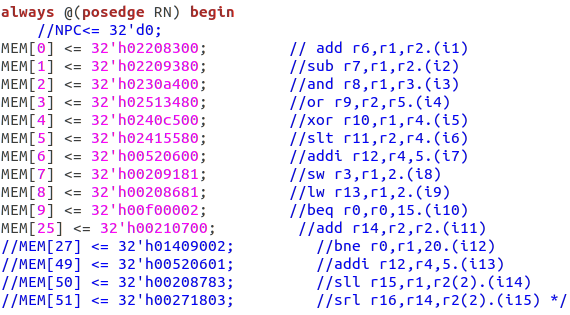 always @(posedge RN) begin
//NPC<= 32'd0;
MEM[0] <= 32'h02208300; // add r6,r1,r2.(i1)
MEM[1] <= 32'h02209380; //sub r7,r1,r2.(i2)
MEM[2] <= 32'h0230a400; //and r8,r1,r3.(i3)
MEM[3] <= 32'h02513480; //or r9,r2,r5.(i4)
MEM[4] <= 32'h0240c500; //xor r10,r1,r4.(i5)
MEM[5] <= 32'h02415580; //slt r11,r2,r4.(i6)
MEM[6] <= 32'h00520600; //addi r12,r4,5.(i7)
MEM[7] <= 32'h00209181; //sw r3,r1,2.(i8)
MEM[8] <= 32'h00208681; //lw r13,r1,2.(i9)
MEM[9] <= 32'h00f00002; //beq r0,r0,15.(i10)
MEM[25] <= 32'h00210700; //add r14,r2,r2.(i11)
//MEM[27] <= 32'h01409002; //bne r0,r1,20.(i12)
//MEM[49] <= 32'h00520601; //addi r12,r4,5.(i13)
//MEM[50] <= 32'h00208783; //sll r15,r1,r2(2).(i14)
//MEM[51] <= 32'h00271803; //srl r16,r14,r2(2).(i15) */